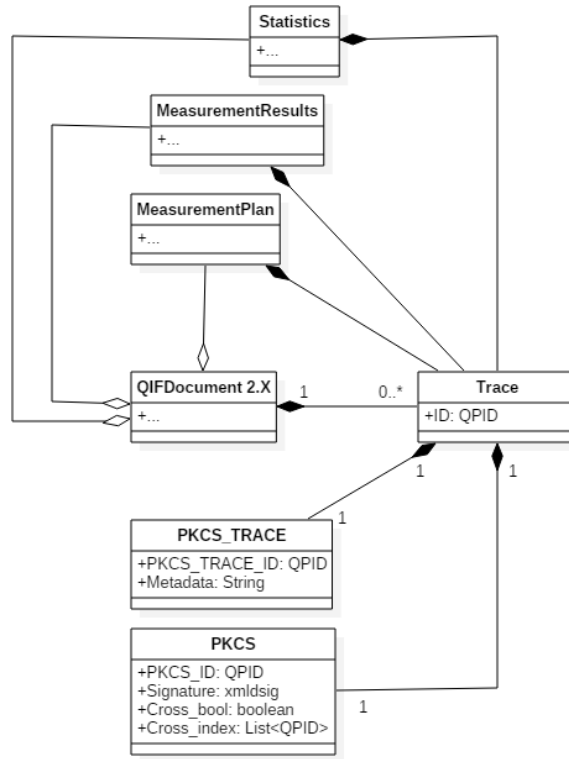 Statistics
+...
MeasurementResults
+...
MeasurementPlan
+...
QIFDocument 2.X
+...
1
0..*
Trace
+ID: QPID
1
1
1
PKCS_TRACE
+PKCS_TRACE_ID: QPID
+Metadata: String
PKCS
+PKCS_ID: QPID
+Signature: xmldsig
+Cross_bool: boolean
+Cross_index: List<QPID>
1